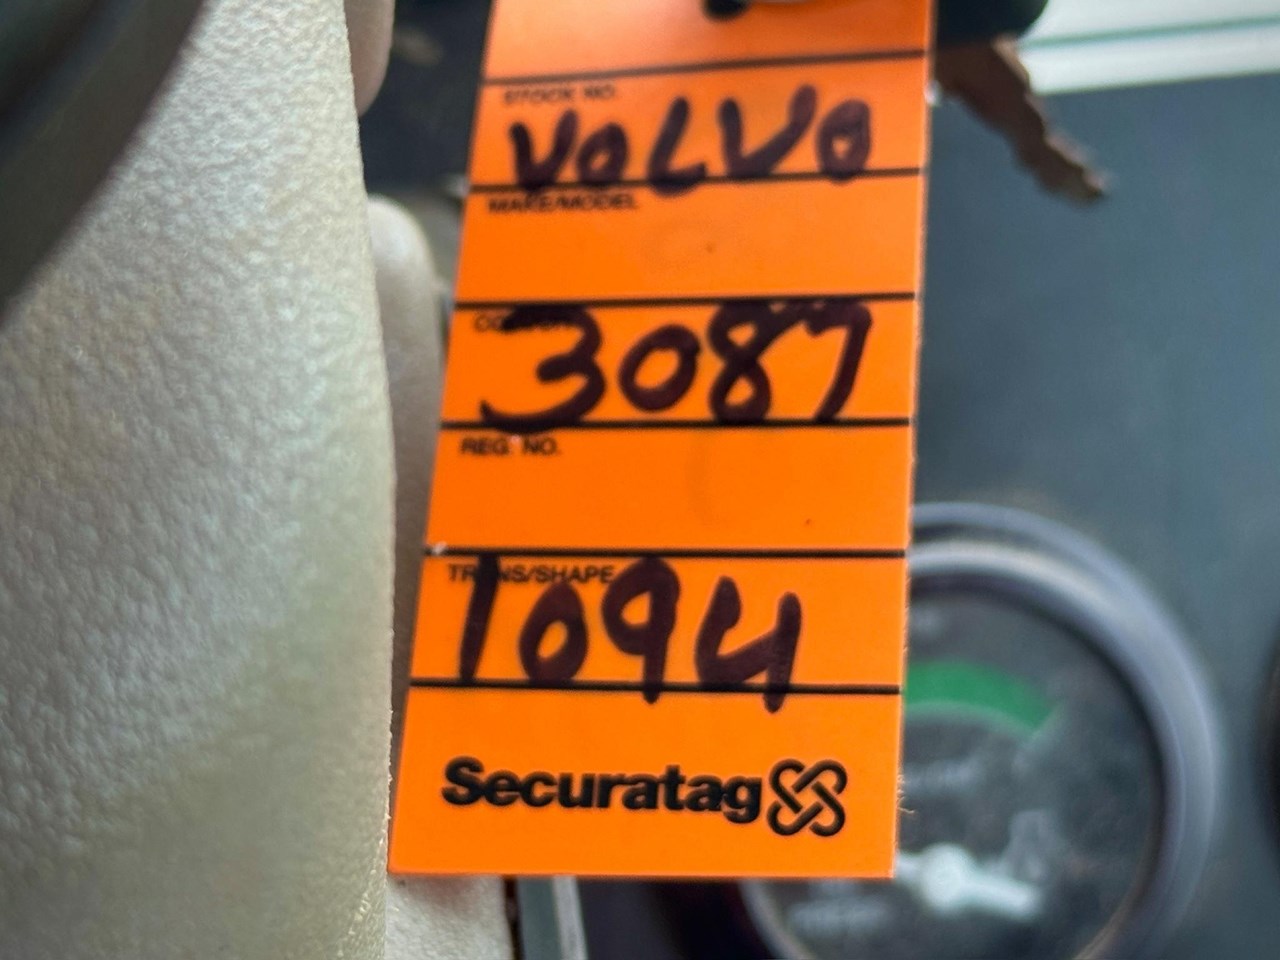 STOCK NO.
VOLVO
MAKE/MODEL
3087
REG. NO.
TRANS/SHAPE
1094
Securatag